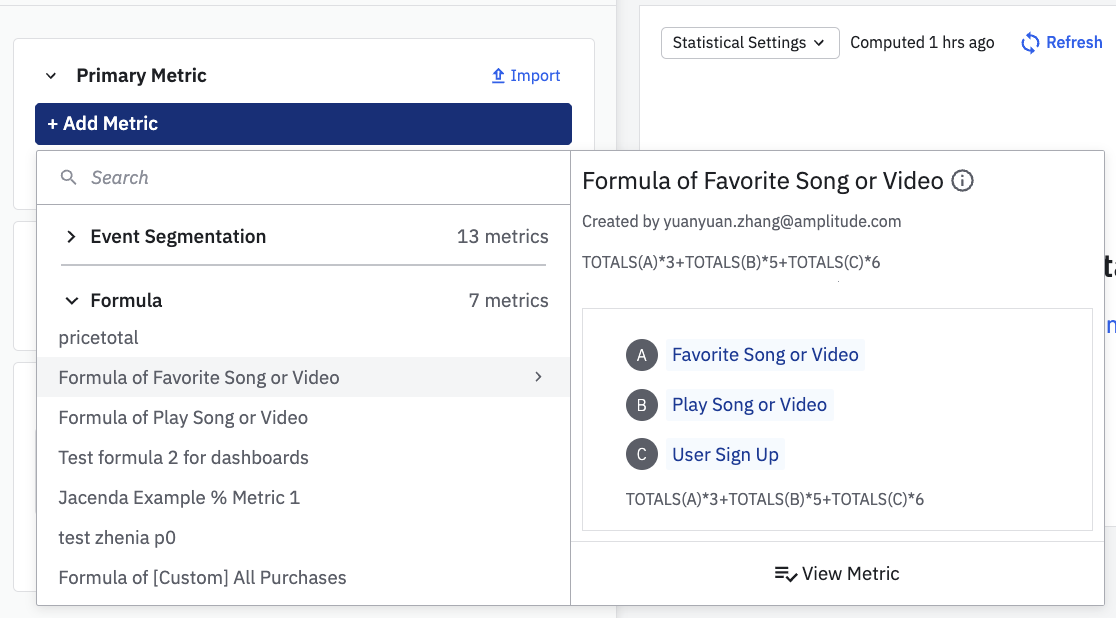 Primary Metric
Import
+ Add Metric
Search
Event Segmentation 13 metrics
Formula 7 metrics
pricetotal
Formula of Favorite Song or Video
Formula of Play Song or Video
Test formula 2 for dashboards
Jacenda Example % Metric 1
test zhenia p0
Formula of [Custom] All Purchases
Statistical Settings
Computed 1 hrs ago
Refresh
Formula of Favorite Song or Video
Created by yuanyuan.zhang@amplitude.com
TOTALS(A)*3+TOTALS(B)*5+TOTALS(C)*6
A Favorite Song or Video
B Play Song or Video
C User Sign Up
TOTALS(A)*3+TOTALS(B)*5+TOTALS(C)*6
View Metric